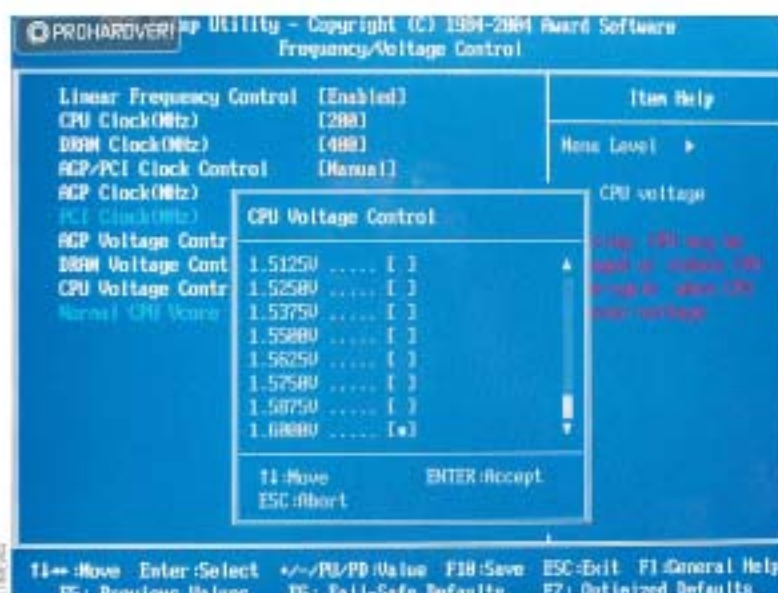 PROHARDVER!
Utility - Copyright (C) 1984-2004 Award Software
Frequency/Voltage Control
Linear Frequency Control [Enabled]
CPU Clock(MHz) [200]
DRAM Clock(MHz) [400]
AGP/PCI Clock Control [Manual]
AGP Clock(MHz)
PCI Clock(MHz)
AGP Voltage Contr
DRAM Voltage Cont
CPU Voltage Contr
Normal CPU Vcore
Item Help
Menu Level ▶
CPU voltage
CPU Voltage Control
1.5125V ..... [ ]
1.5250V ..... [ ]
1.5375V ..... [ ]
1.5500V ..... [ ]
1.5625V ..... [ ]
1.5750V ..... [ ]
1.5875V ..... [ ]
1.6000V ..... [▪]
↑↓:Move ENTER:Accept
ESC:Abort
↑↓→←:Move Enter:Select +/-/PU/PD:Value F10:Save ESC:Exit F1:General Help
F5: Previous Values F6: Fail-Safe Defaults F7: Optimized Defaults